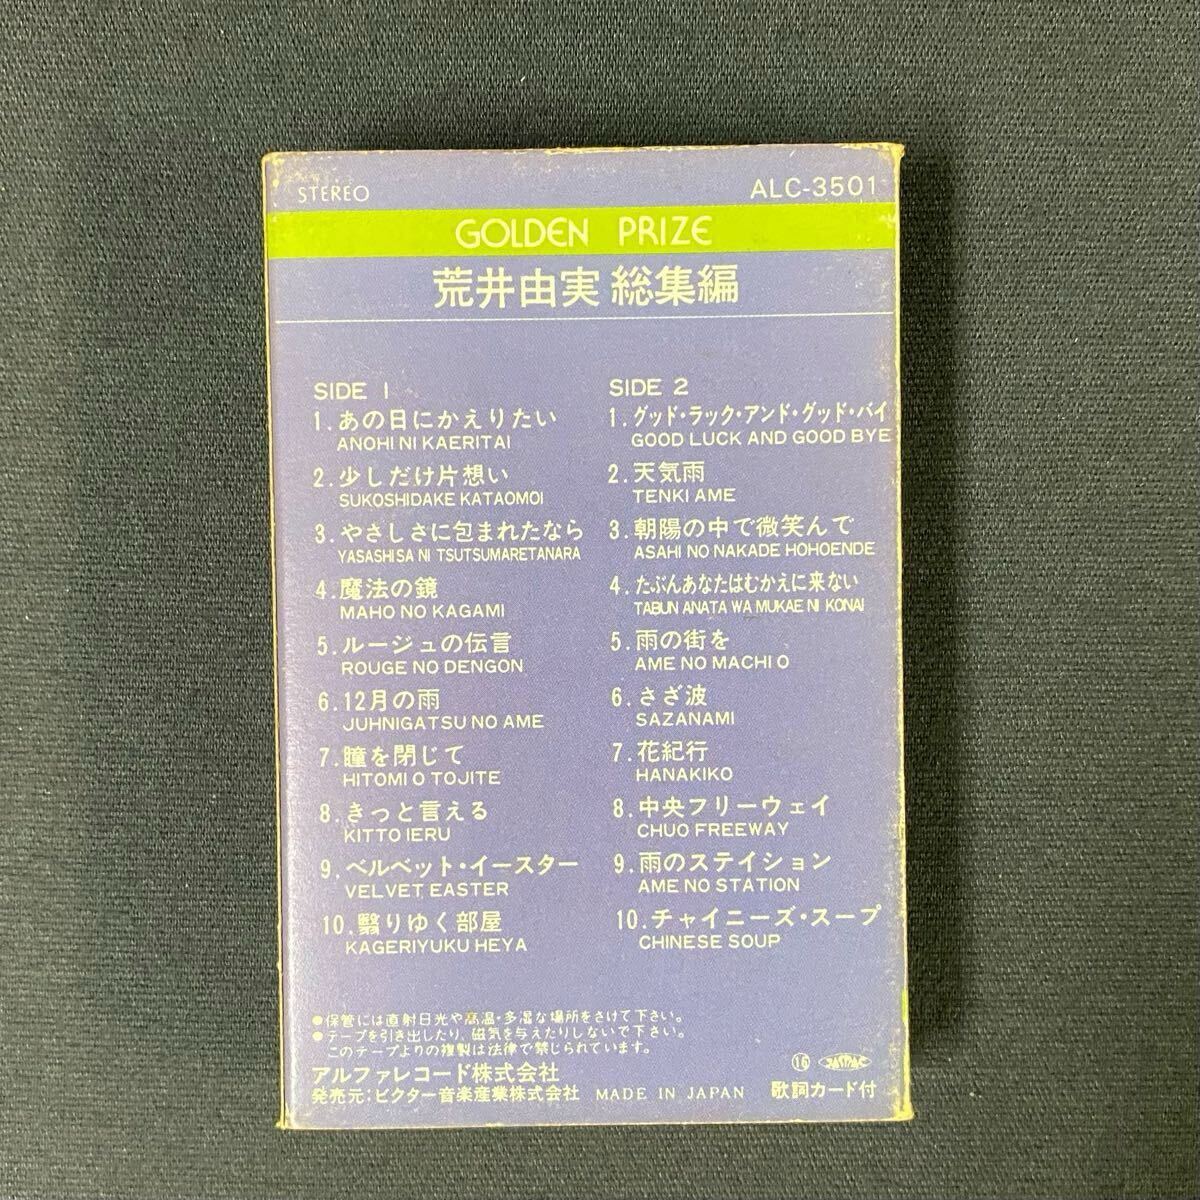 STEREO
ALC-3501
GOLDEN PRIZE
荒井由実 総集編
SIDE 1
1.あの日にかえりたい
ANOHI NI KAERITAI
2.少しだけ片想い
SUKOSHIDAKE KATAOMOI
3.やさしさに包まれたなら
YASASHISA NI TSUTSUMARETANARA
4.魔法の鏡
MAHO NO KAGAMI
5.ルージュの伝言
ROUGE NO DENGON
6.12月の雨
JUHNIGATSU NO AME
7.瞳を閉じて
HITOMI O TOJITE
8.きっと言える
KITTO IERU
9.ベルベット・イースター
VELVET EASTER
10.翳りゆく部屋
KAGERIYUKU HEYA
SIDE 2
1.グッド・ラック・アンド・グッド・バイ
GOOD LUCK AND GOOD BYE
2.天気雨
TENKI AME
3.朝陽の中で微笑んで
ASAHI NO NAKADE HOHOENDE
4.たぶんあなたはむかえに来ない
TABUN ANATA WA MUKAE NI KONAI
5.雨の街を
AME NO MACHI O
6.さざ波
SAZANAMI
7.花紀行
HANAKIKO
8.中央フリーウェイ
CHUO FREEWAY
9.雨のステイション
AME NO STATION
10.チャイニーズ・スープ
CHINESE SOUP
●保管には直射日光や高温・多湿な場所をさけて下さい。
●テープを引き出したり、磁気を与えたりしないで下さい。
このテープよりの複製は法律で禁じられています。
アルファレコード株式会社
発売元：ビクター音楽産業株式会社 MADE IN JAPAN
⑯ JASRAC
歌詞カード付